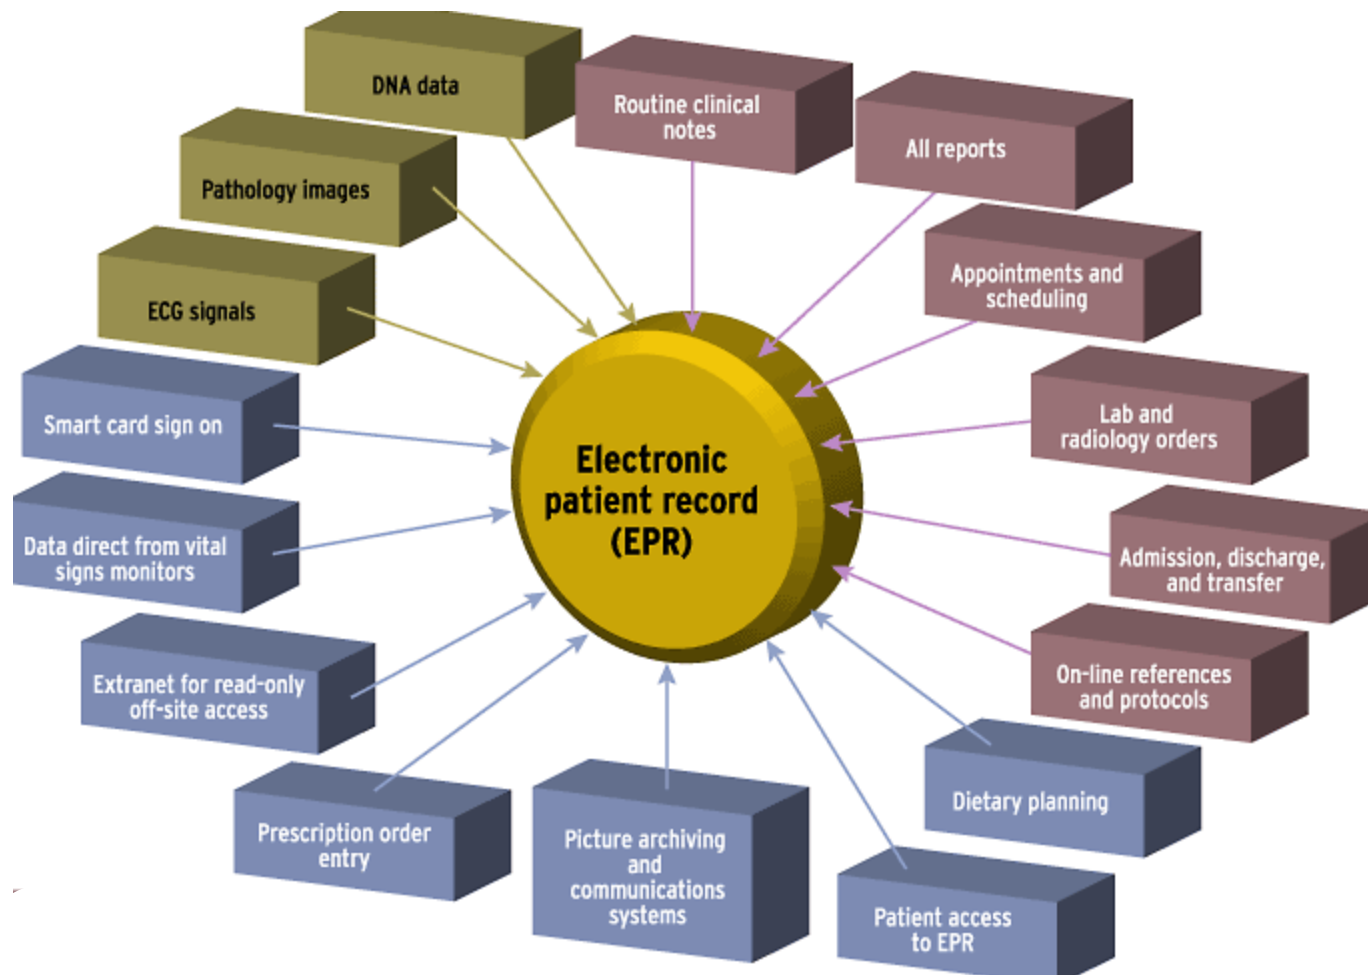 DNA data
Routine clinical
notes
All reports
Pathology images
Appointments and
scheduling
ECG signals
Smart card sign on
Lab and
radiology orders
Electronic
patient record
(EPR)
Data direct from vital
signs monitors
Admission, discharge,
and transfer
Extranet for read-only
off-site access
On-line references
and protocols
Prescription order
entry
Picture archiving
and
communications
systems
Dietary planning
Patient access
to EPR